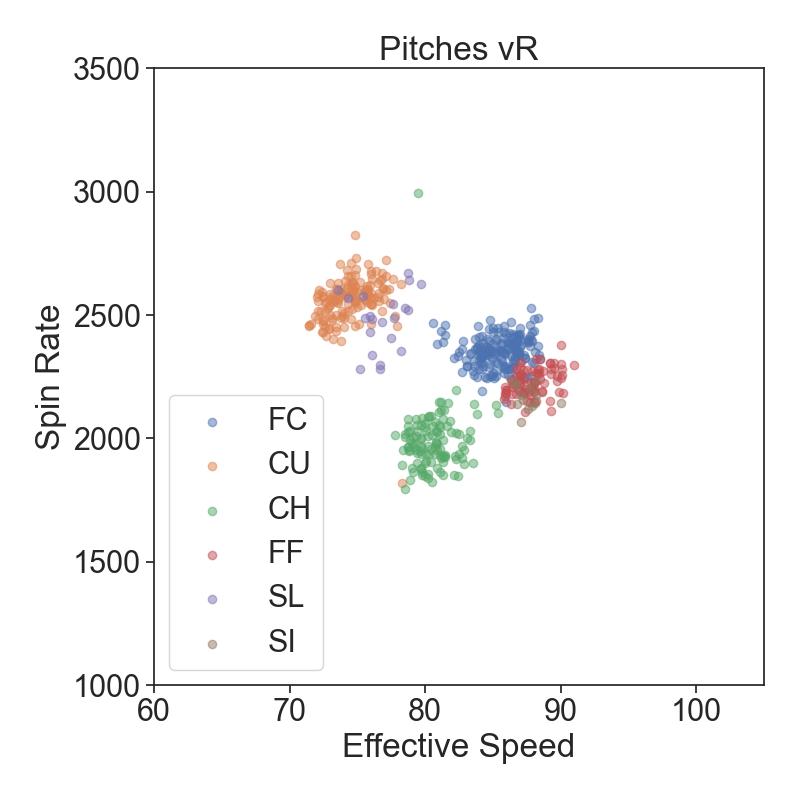 Pitches vR
3500
3000
2500
2000
1500
1000
Spin Rate
FC
CU
CH
FF
SL
SI
60 70 80 90 100
Effective Speed